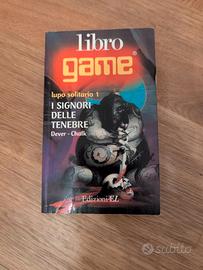 libro
game®
lupo solitario 1
I SIGNORI
DELLE
TENEBRE
Dever - Chalk
Edizioni EL
subito